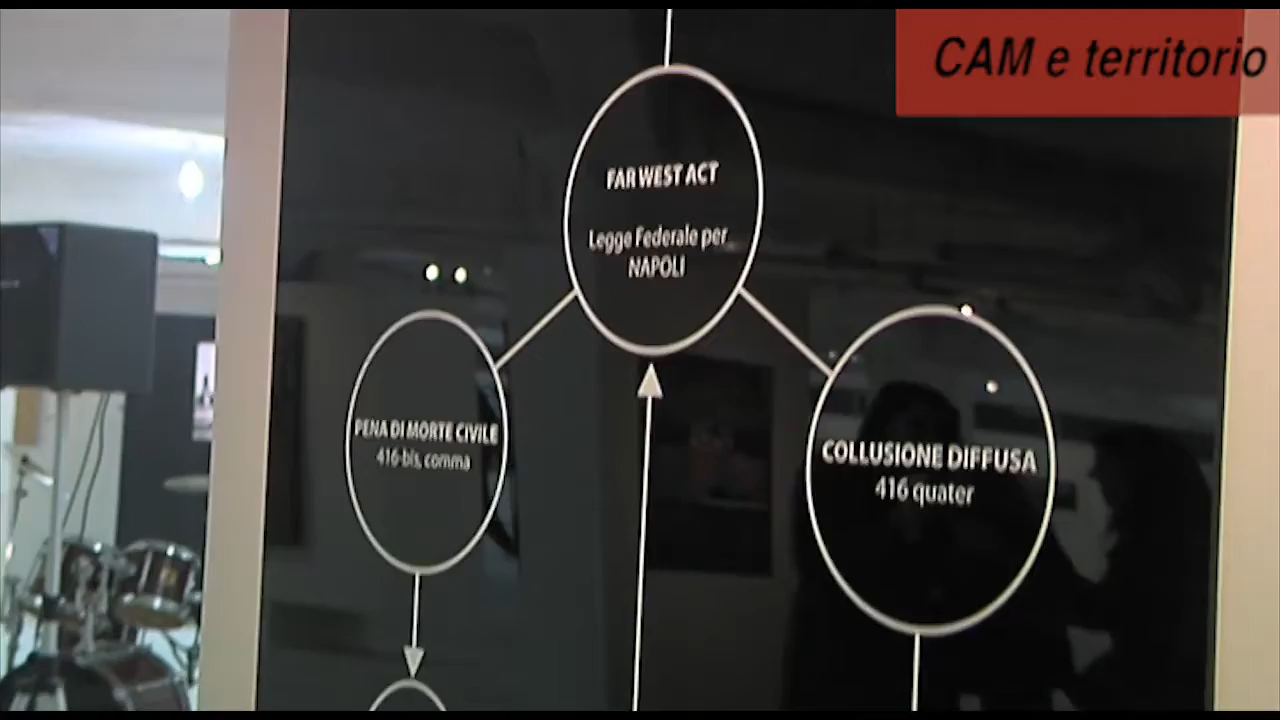 CAM e territorio
FAR WEST ACT
Legge Federale per
NAPOLI
PENA DI MORTE CIVILE
416-bis, comma
COLLUSIONE DIFFUSA
416 quater